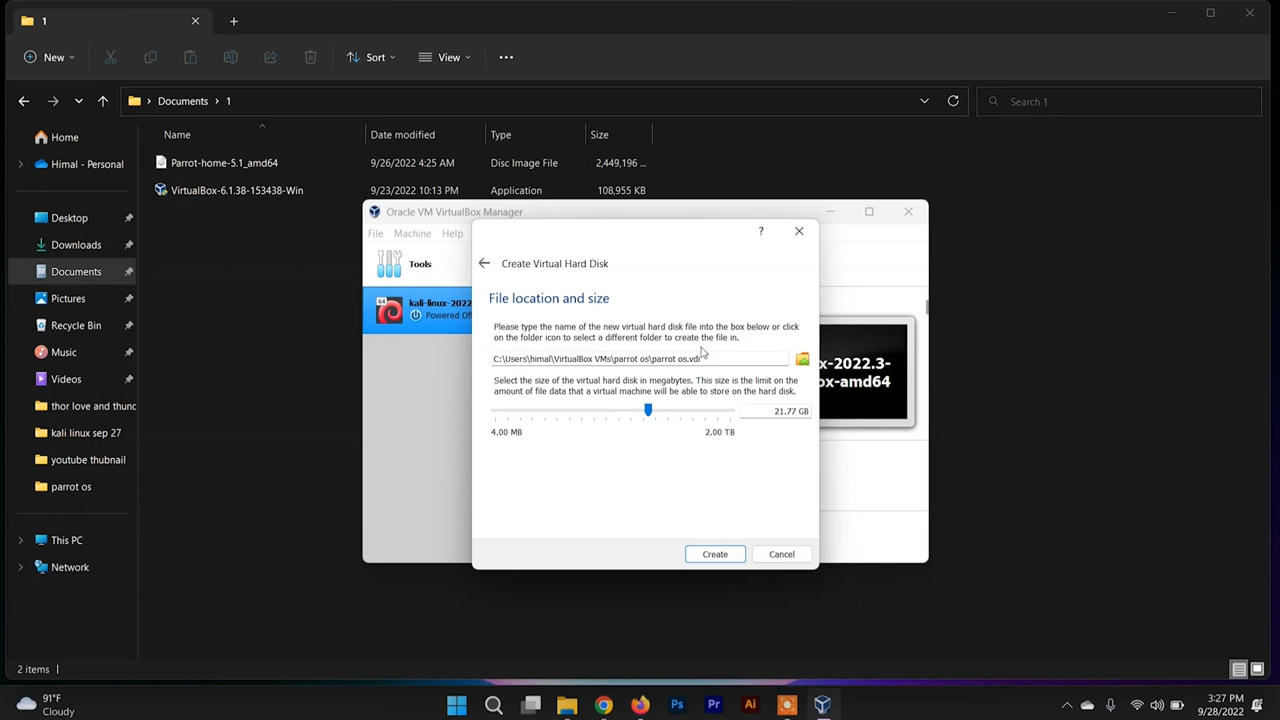 1
New
Sort
View
Documents
1
Search 1
Name
Date modified
Type
Size
Home
Himal - Personal
Desktop
Downloads
Documents
Pictures
Recycle Bin
Music
Videos
thor love and thund
kali linux sep 27
youtube thubnail
parrot os
This PC
Network
Parrot-home-5.1_amd64
9/26/2022 4:25 AM
Disc Image File
2,449,196 ...
VirtualBox-6.1.38-153438-Win
9/23/2022 10:13 PM
Application
108,955 KB
Oracle VM VirtualBox Manager
File
Machine
Help
Tools
64
kali-linux-2022
Powered Of
x-2022.3-
ox-amd64
?
Create Virtual Hard Disk
File location and size
Please type the name of the new virtual hard disk file into the box below or click
on the folder icon to select a different folder to create the file in.
C:\Users\himal\VirtualBox VMs\parrot os\parrot os.vdi
Select the size of the virtual hard disk in megabytes. This size is the limit on the
amount of file data that a virtual machine will be able to store on the hard disk.
21.77 GB
4.00 MB
2.00 TB
Create
Cancel
2 items
91°F
Cloudy
Ps
Pr
Ai
3:27 PM
9/28/2022